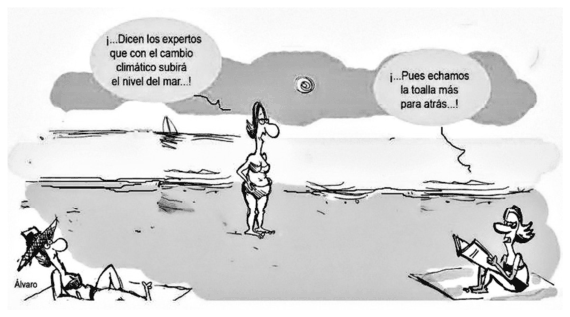 ¡...Dicen los expertos
que con el cambio
climático subirá
el nivel del mar...!
¡...Pues echamos
la toalla más
para atrás...!
Álvaro